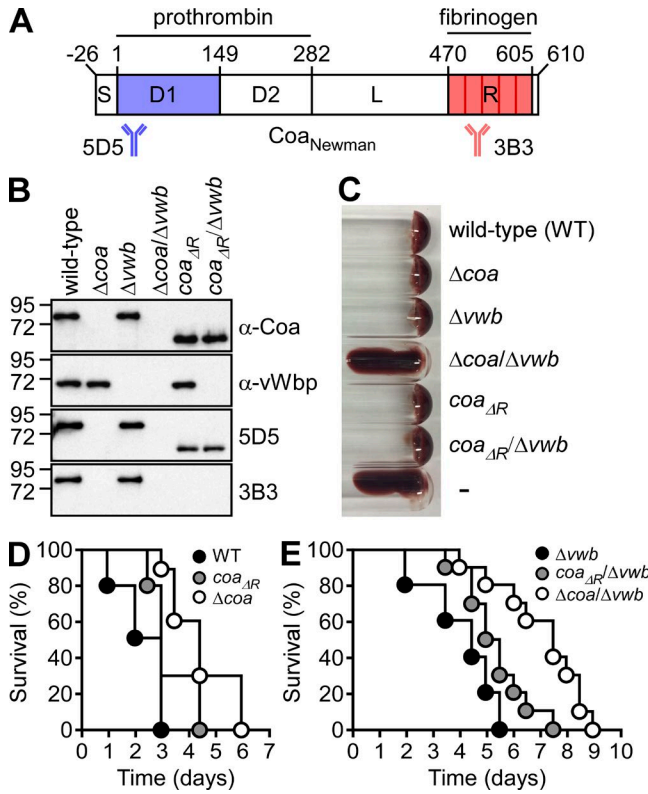 A
prothrombin
fibrinogen
-26 1 149 282 470 605 610
S D1 D2 L R
5D5 Coa Newman 3B3
B
wild-type Δcoa Δvwb Δcoa/Δvwb coaΔR coaΔR/Δvwb
95
72
α-Coa
95
72
α-vWbp
95
72
5D5
95
72
3B3
C
wild-type (WT)
Δcoa
Δvwb
Δcoa/Δvwb
coaΔR
coaΔR/Δvwb
-
D
WT
coaΔR
Δcoa
Survival (%)
100
80
60
40
20
0
0 1 2 3 4 5 6 7
Time (days)
E
Δvwb
coaΔR/Δvwb
Δcoa/Δvwb
Survival (%)
100
80
60
40
20
0
0 1 2 3 4 5 6 7 8 9 10
Time (days)